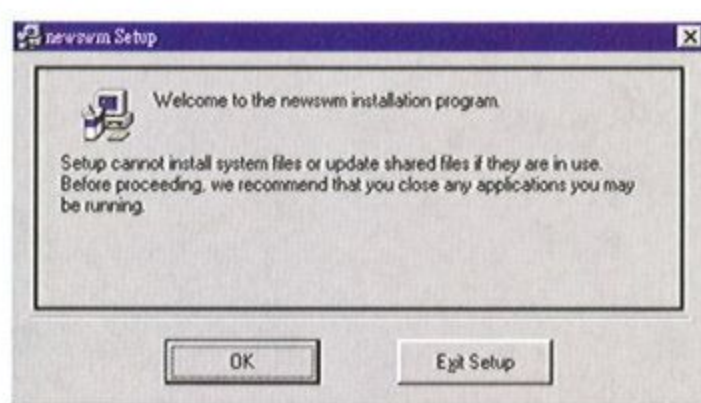 newswm Setup
Welcome to the newswm installation program.
Setup cannot install system files or update shared files if they are in use.
Before proceeding, we recommend that you close any applications you may
be running.
OK
Exit Setup